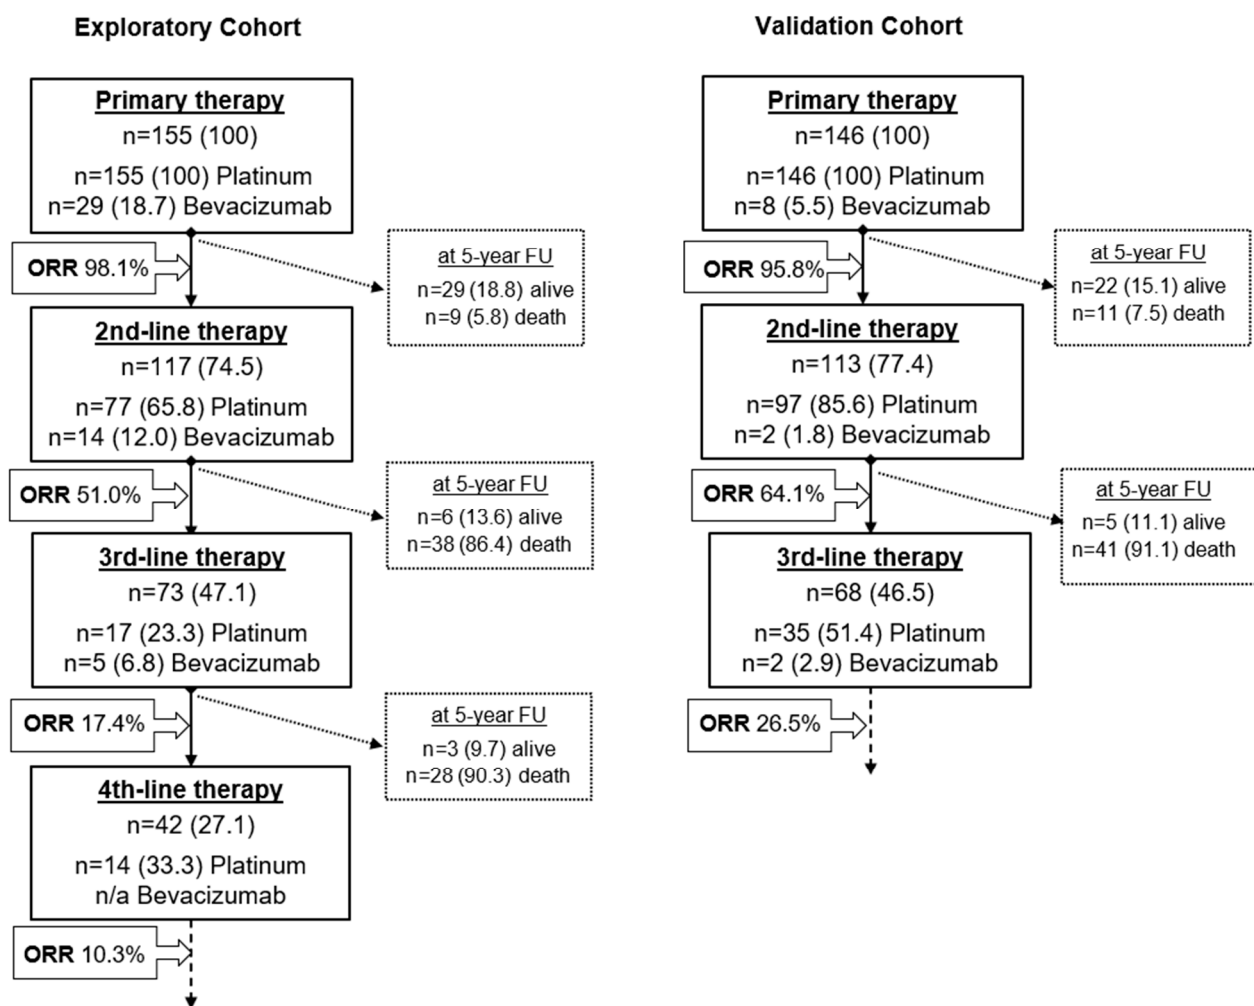 Exploratory Cohort
Primary therapy
n=155 (100)
n=155 (100) Platinum
n=29 (18.7) Bevacizumab
ORR 98.1%
at 5-year FU
n=29 (18.8) alive
n=9 (5.8) death
2nd-line therapy
n=117 (74.5)
n=77 (65.8) Platinum
n=14 (12.0) Bevacizumab
ORR 51.0%
at 5-year FU
n=6 (13.6) alive
n=38 (86.4) death
3rd-line therapy
n=73 (47.1)
n=17 (23.3) Platinum
n=5 (6.8) Bevacizumab
ORR 17.4%
at 5-year FU
n=3 (9.7) alive
n=28 (90.3) death
4th-line therapy
n=42 (27.1)
n=14 (33.3) Platinum
n/a Bevacizumab
ORR 10.3%
Validation Cohort
Primary therapy
n=146 (100)
n=146 (100) Platinum
n=8 (5.5) Bevacizumab
ORR 95.8%
at 5-year FU
n=22 (15.1) alive
n=11 (7.5) death
2nd-line therapy
n=113 (77.4)
n=97 (85.6) Platinum
n=2 (1.8) Bevacizumab
ORR 64.1%
at 5-year FU
n=5 (11.1) alive
n=41 (91.1) death
3rd-line therapy
n=68 (46.5)
n=35 (51.4) Platinum
n=2 (2.9) Bevacizumab
ORR 26.5%